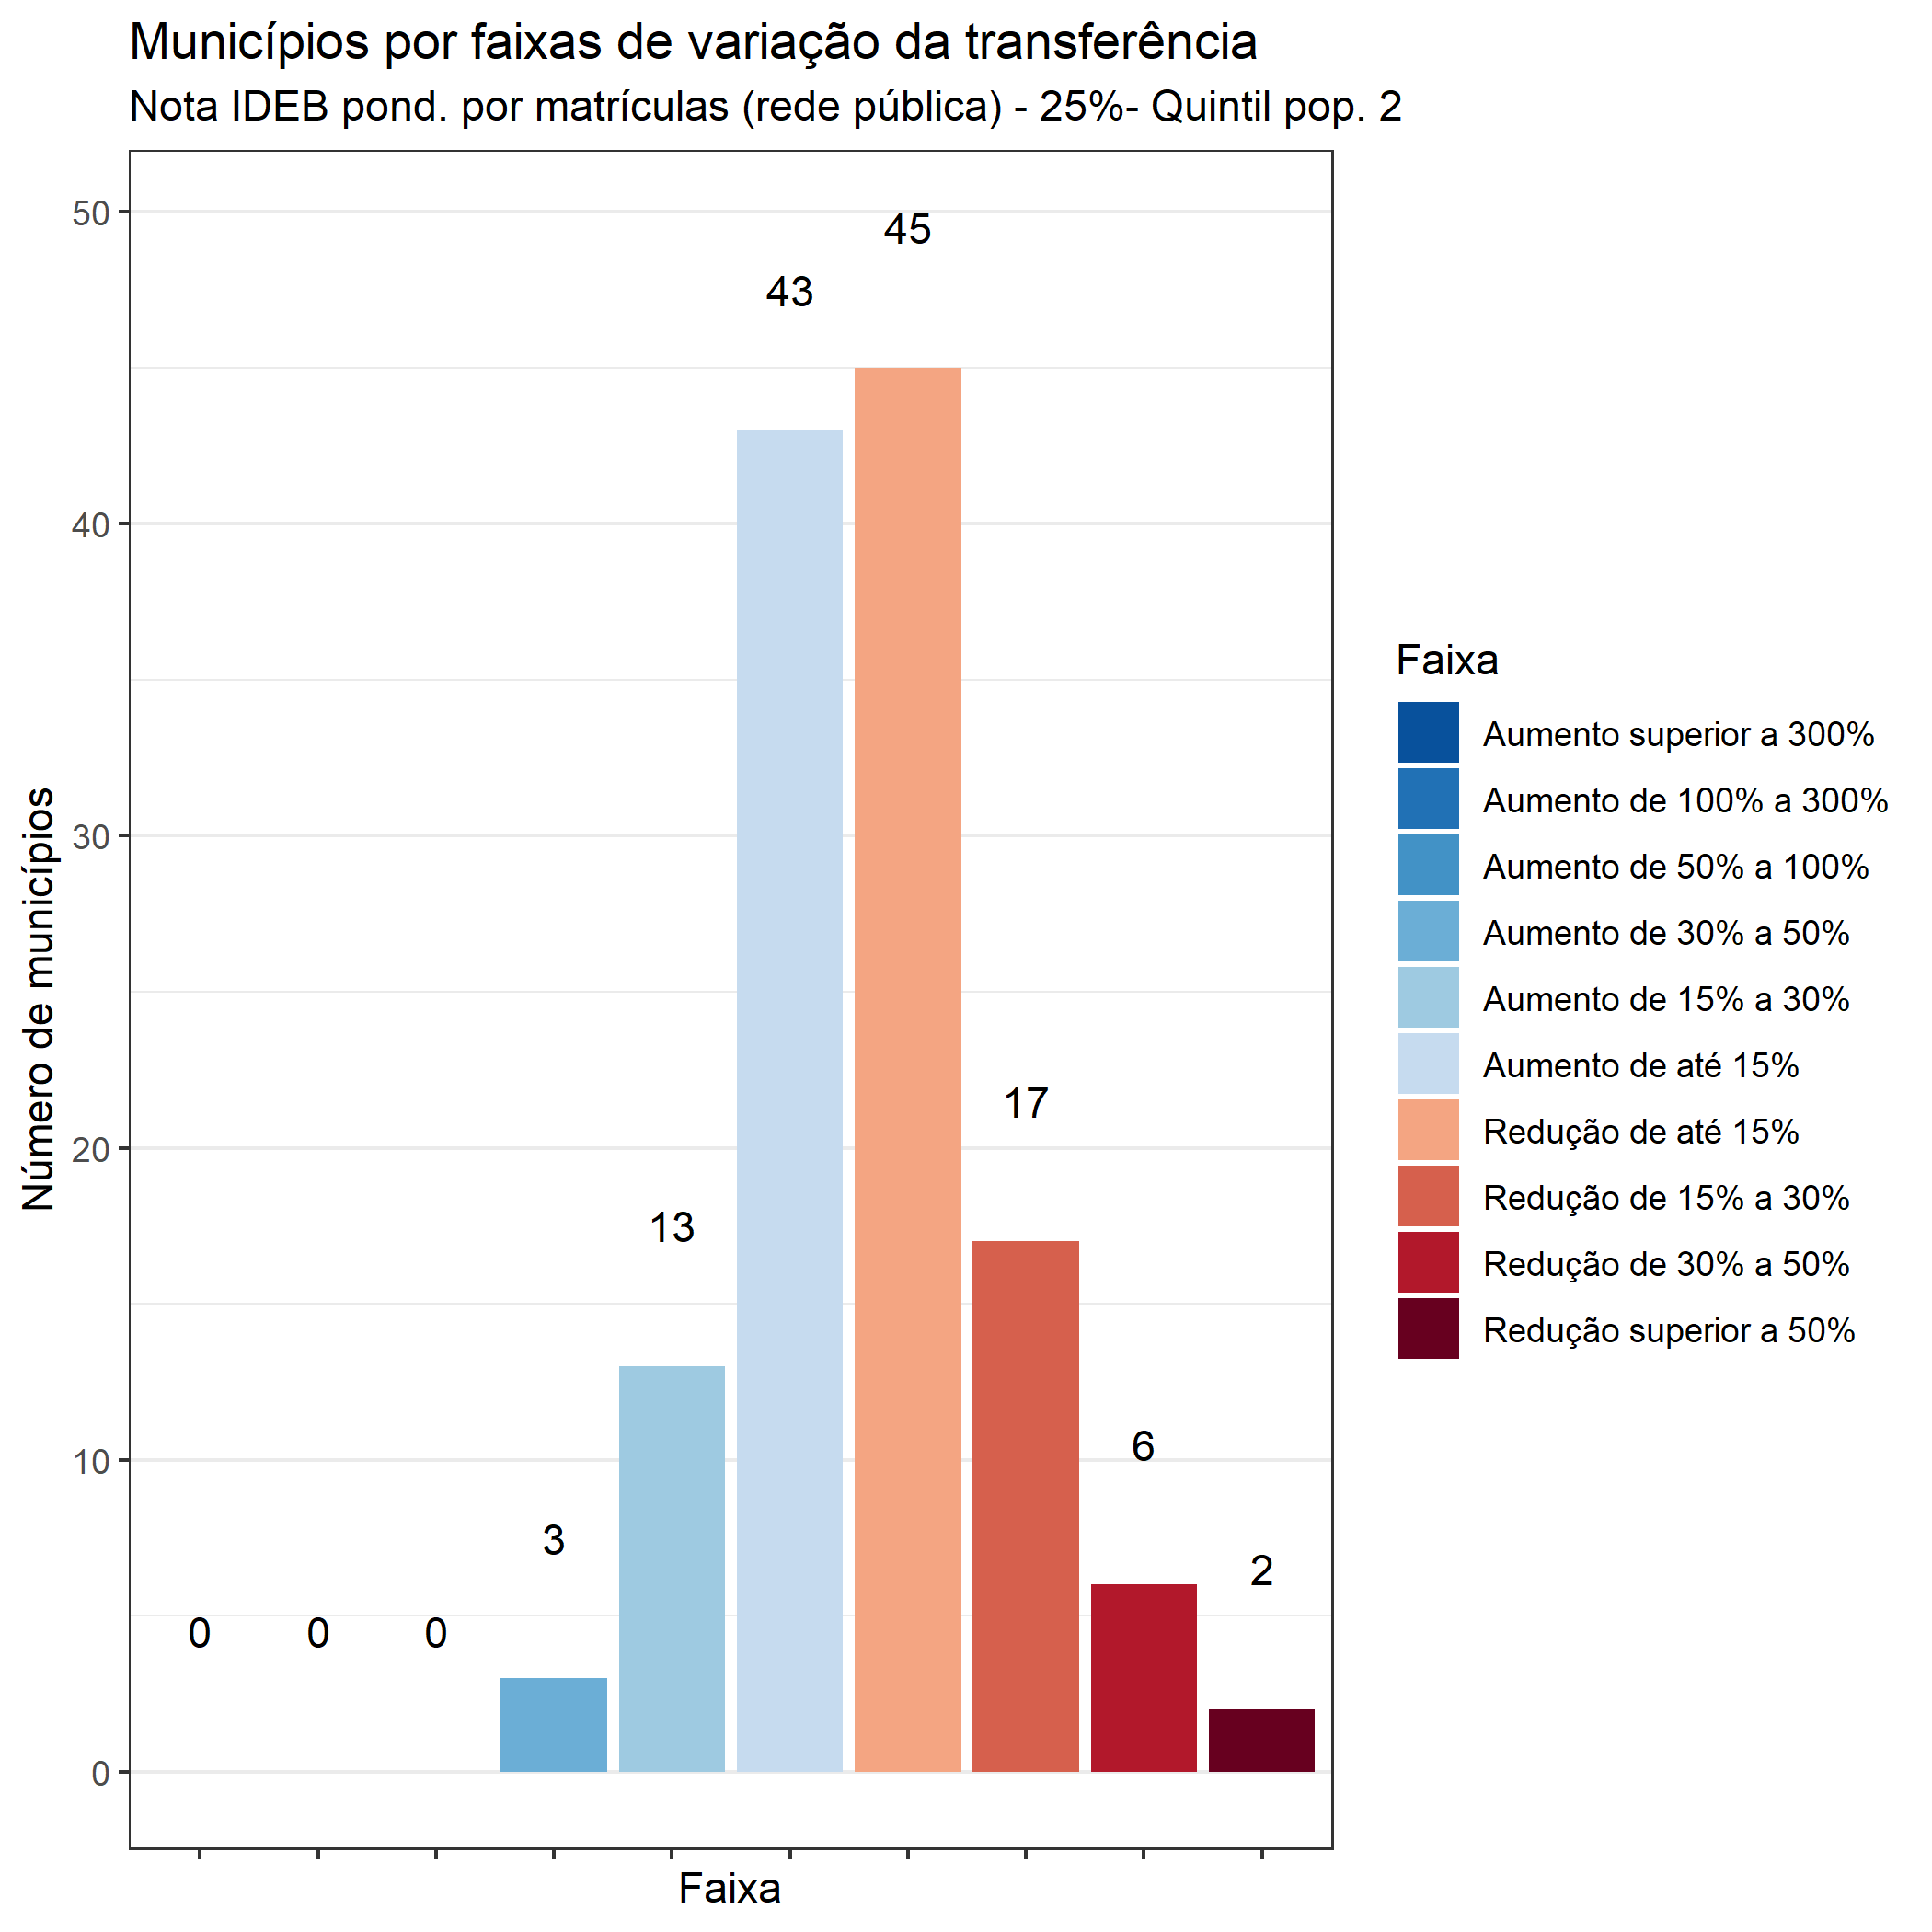 Municípios por faixas de variação da transferência
Nota IDEB pond. por matrículas (rede pública) - 25%- Quintil pop. 2
Número de municípios
50
40
30
20
10
0
0
0
0
3
13
43
45
17
6
2
Faixa
Faixa
Aumento superior a 300%
Aumento de 100% a 300%
Aumento de 50% a 100%
Aumento de 30% a 50%
Aumento de 15% a 30%
Aumento de até 15%
Redução de até 15%
Redução de 15% a 30%
Redução de 30% a 50%
Redução superior a 50%